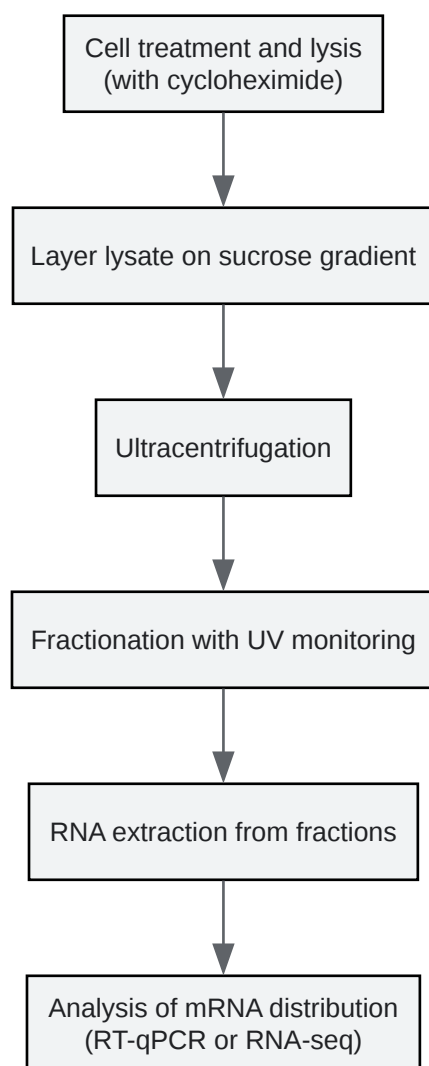 Cell treatment and lysis
(with cycloheximide)
Layer lysate on sucrose gradient
Ultracentrifugation
Fractionation with UV monitoring
RNA extraction from fractions
Analysis of mRNA distribution
(RT-qPCR or RNA-seq)